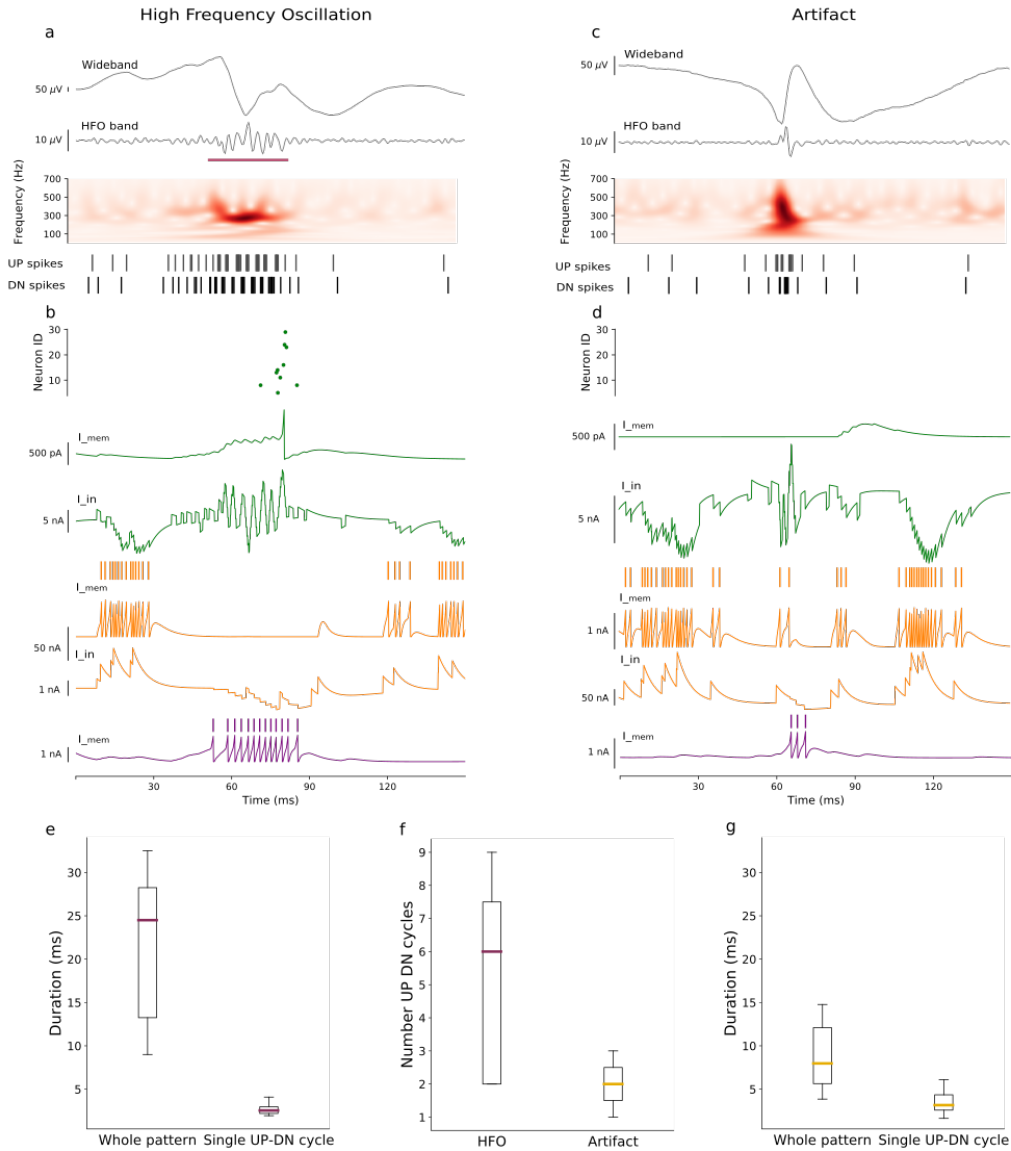 High Frequency Oscillation
Artifact
a
Wideband
50 μV
HFO band
10 μV
Frequency (Hz)
700
500
300
100
UP spikes
DN spikes
c
Wideband
50 μV
HFO band
10 μV
Frequency (Hz)
700
500
300
100
UP spikes
DN spikes
b
Neuron ID
30
20
10
I_mem
500 pA
I_in
5 nA
I_mem
50 nA
I_in
1 nA
I_mem
1 nA
30
60
90
120
Time (ms)
d
Neuron ID
30
20
10
I_mem
500 pA
I_in
5 nA
I_mem
1 nA
I_in
50 nA
I_mem
1 nA
30
60
90
120
Time (ms)
e
Duration (ms)
30
25
20
15
10
5
Whole pattern
Single UP-DN cycle
f
Number UP DN cycles
9
8
7
6
5
4
3
2
1
HFO
Artifact
g
Duration (ms)
30
25
20
15
10
5
Whole pattern
Single UP-DN cycle